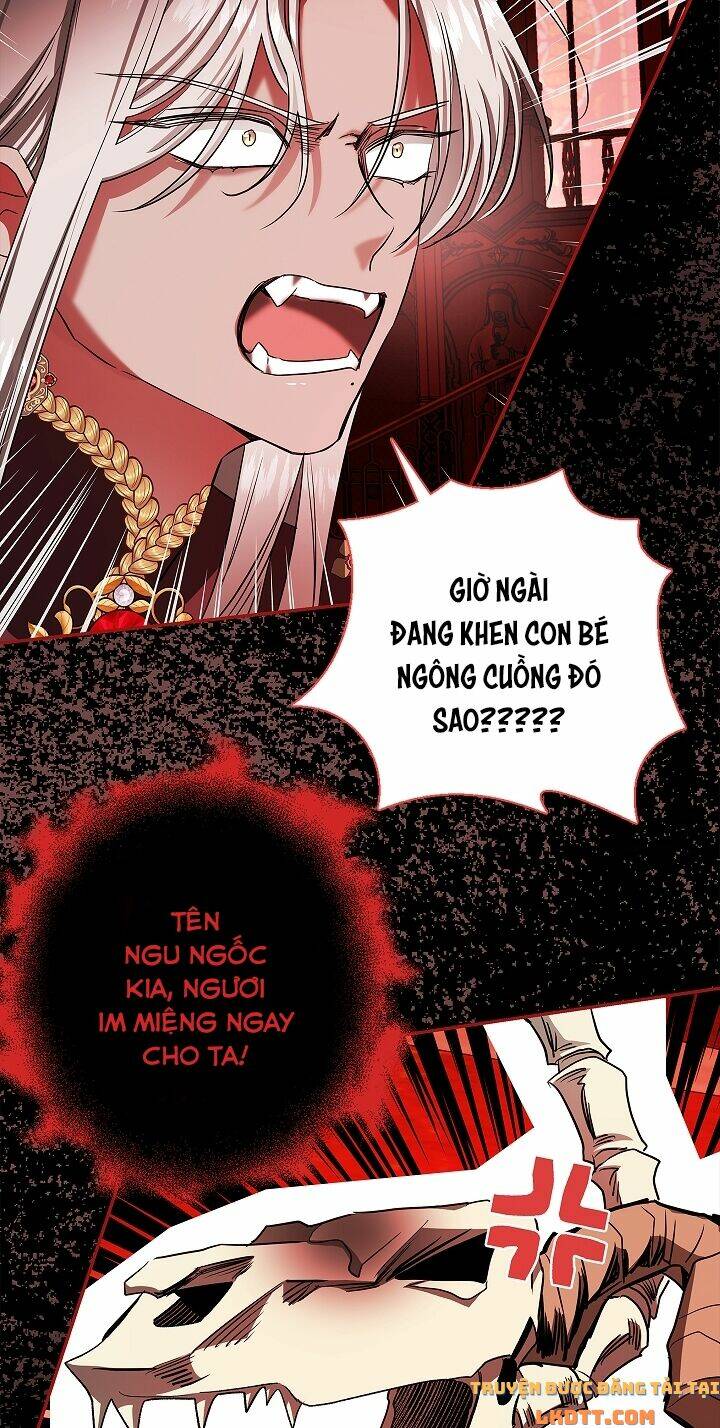 GIỜ NGÀI
ĐANG KHEN CON BÉ
NGÔNG CUỒNG ĐÓ
SAO?????
TÊN
NGU NGỐC
KIA, NGƯƠI
IM MIỆNG NGAY
CHO TA!
TRUYỆN ĐƯỢC ĐĂNG TẢI TẠI
LKDTT.COM